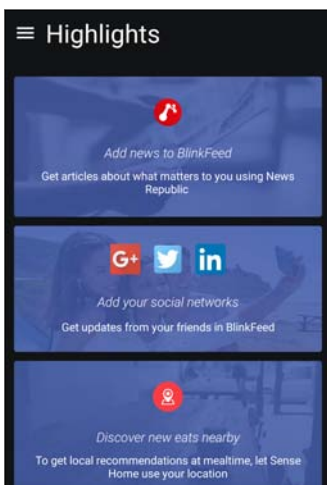 Highlights
Add news to BlinkFeed
Get articles about what matters to you using News
Republic
G+
in
Add your social networks
Get updates from your friends in BlinkFeed
Discover new eats nearby
To get local recommendations at mealtime, let Sense
Home use your location